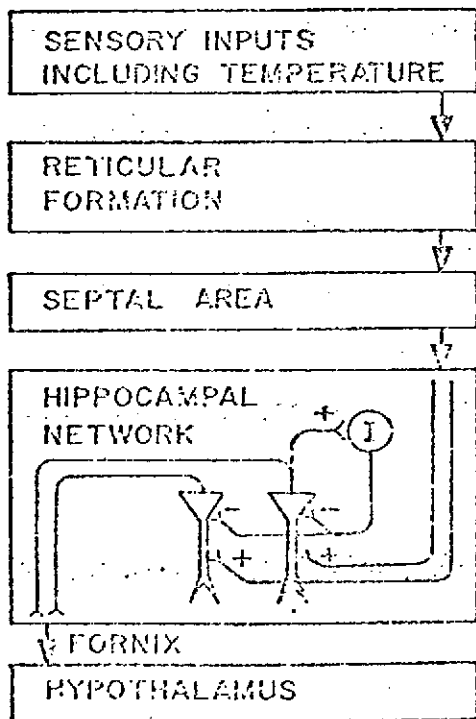 SENSORY INPUTS
INCLUDING TEMPERATURE
RETICULAR
FORMATION
SEPTAL AREA
HIPPOCAMPAL
NETWORK
+
I
- -
+ +
FORNIX
HYPOTHALAMUS